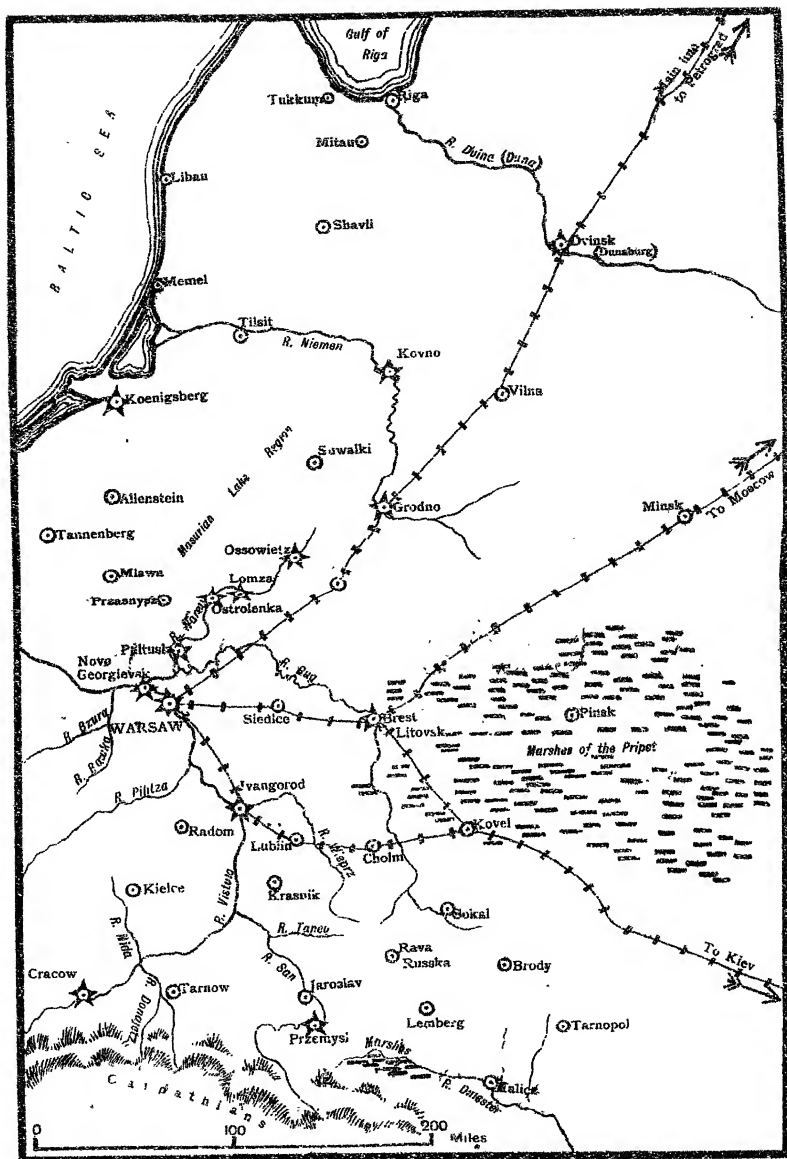 Gulf of
Riga
Main line
to Petrograd
Tukkum
Riga
BALTIC SEA
Mitau
R. Dvina (Duna)
Libau
Shavli
Dvinsk
(Dunaburg)
Memel
Tilsit
R. Niemen
Kovno
Koenigsberg
Vilna
Masurian Lake Region
Suwalki
Allenstein
Grodno
Minsk
To Moscow
Tannenberg
Ossowietz
Mlawa
Lomza
Przasnysz
Ostrolenka
R. Narew
Pultusk
Novo
Georgievsk
R. Bug
WARSAW
Siedlce
Brest
Litovsk
Pinsk
R. Bzura
R. Rawka
Marshes of the Pripet
R. Pilitza
Ivangorod
Radom
Lublin
R. Wieprz
Cholm
Kovel
Kielce
R. Vistula
Krasnik
Sokal
R. Nida
R. Tanev
Rava
Russka
Brody
To Kiev
Cracow
R. San
Tarnow
Jaroslav
R. Donajetz
Lemberg
Tarnopol
Przemysl
Marshes
Carpathians
R. Dniester
Halicz
0 100 200
Miles